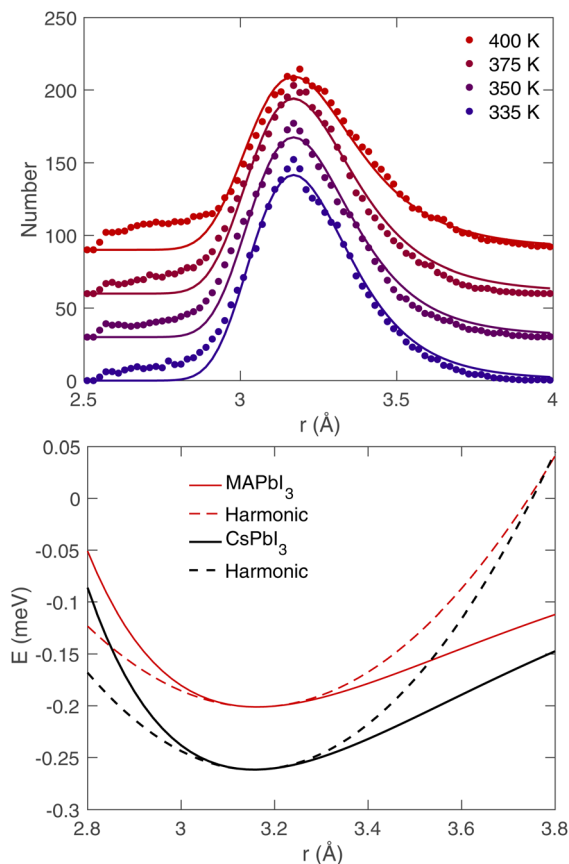 250
200
150
100
50
0
Number
400 K
375 K
350 K
335 K
2.5
3
3.5
4
r (Å)
0.05
0
-0.05
-0.1
-0.15
-0.2
-0.25
-0.3
E (meV)
MAPbI3
Harmonic
CsPbI3
Harmonic
2.8
3
3.2
3.4
3.6
3.8
r (Å)